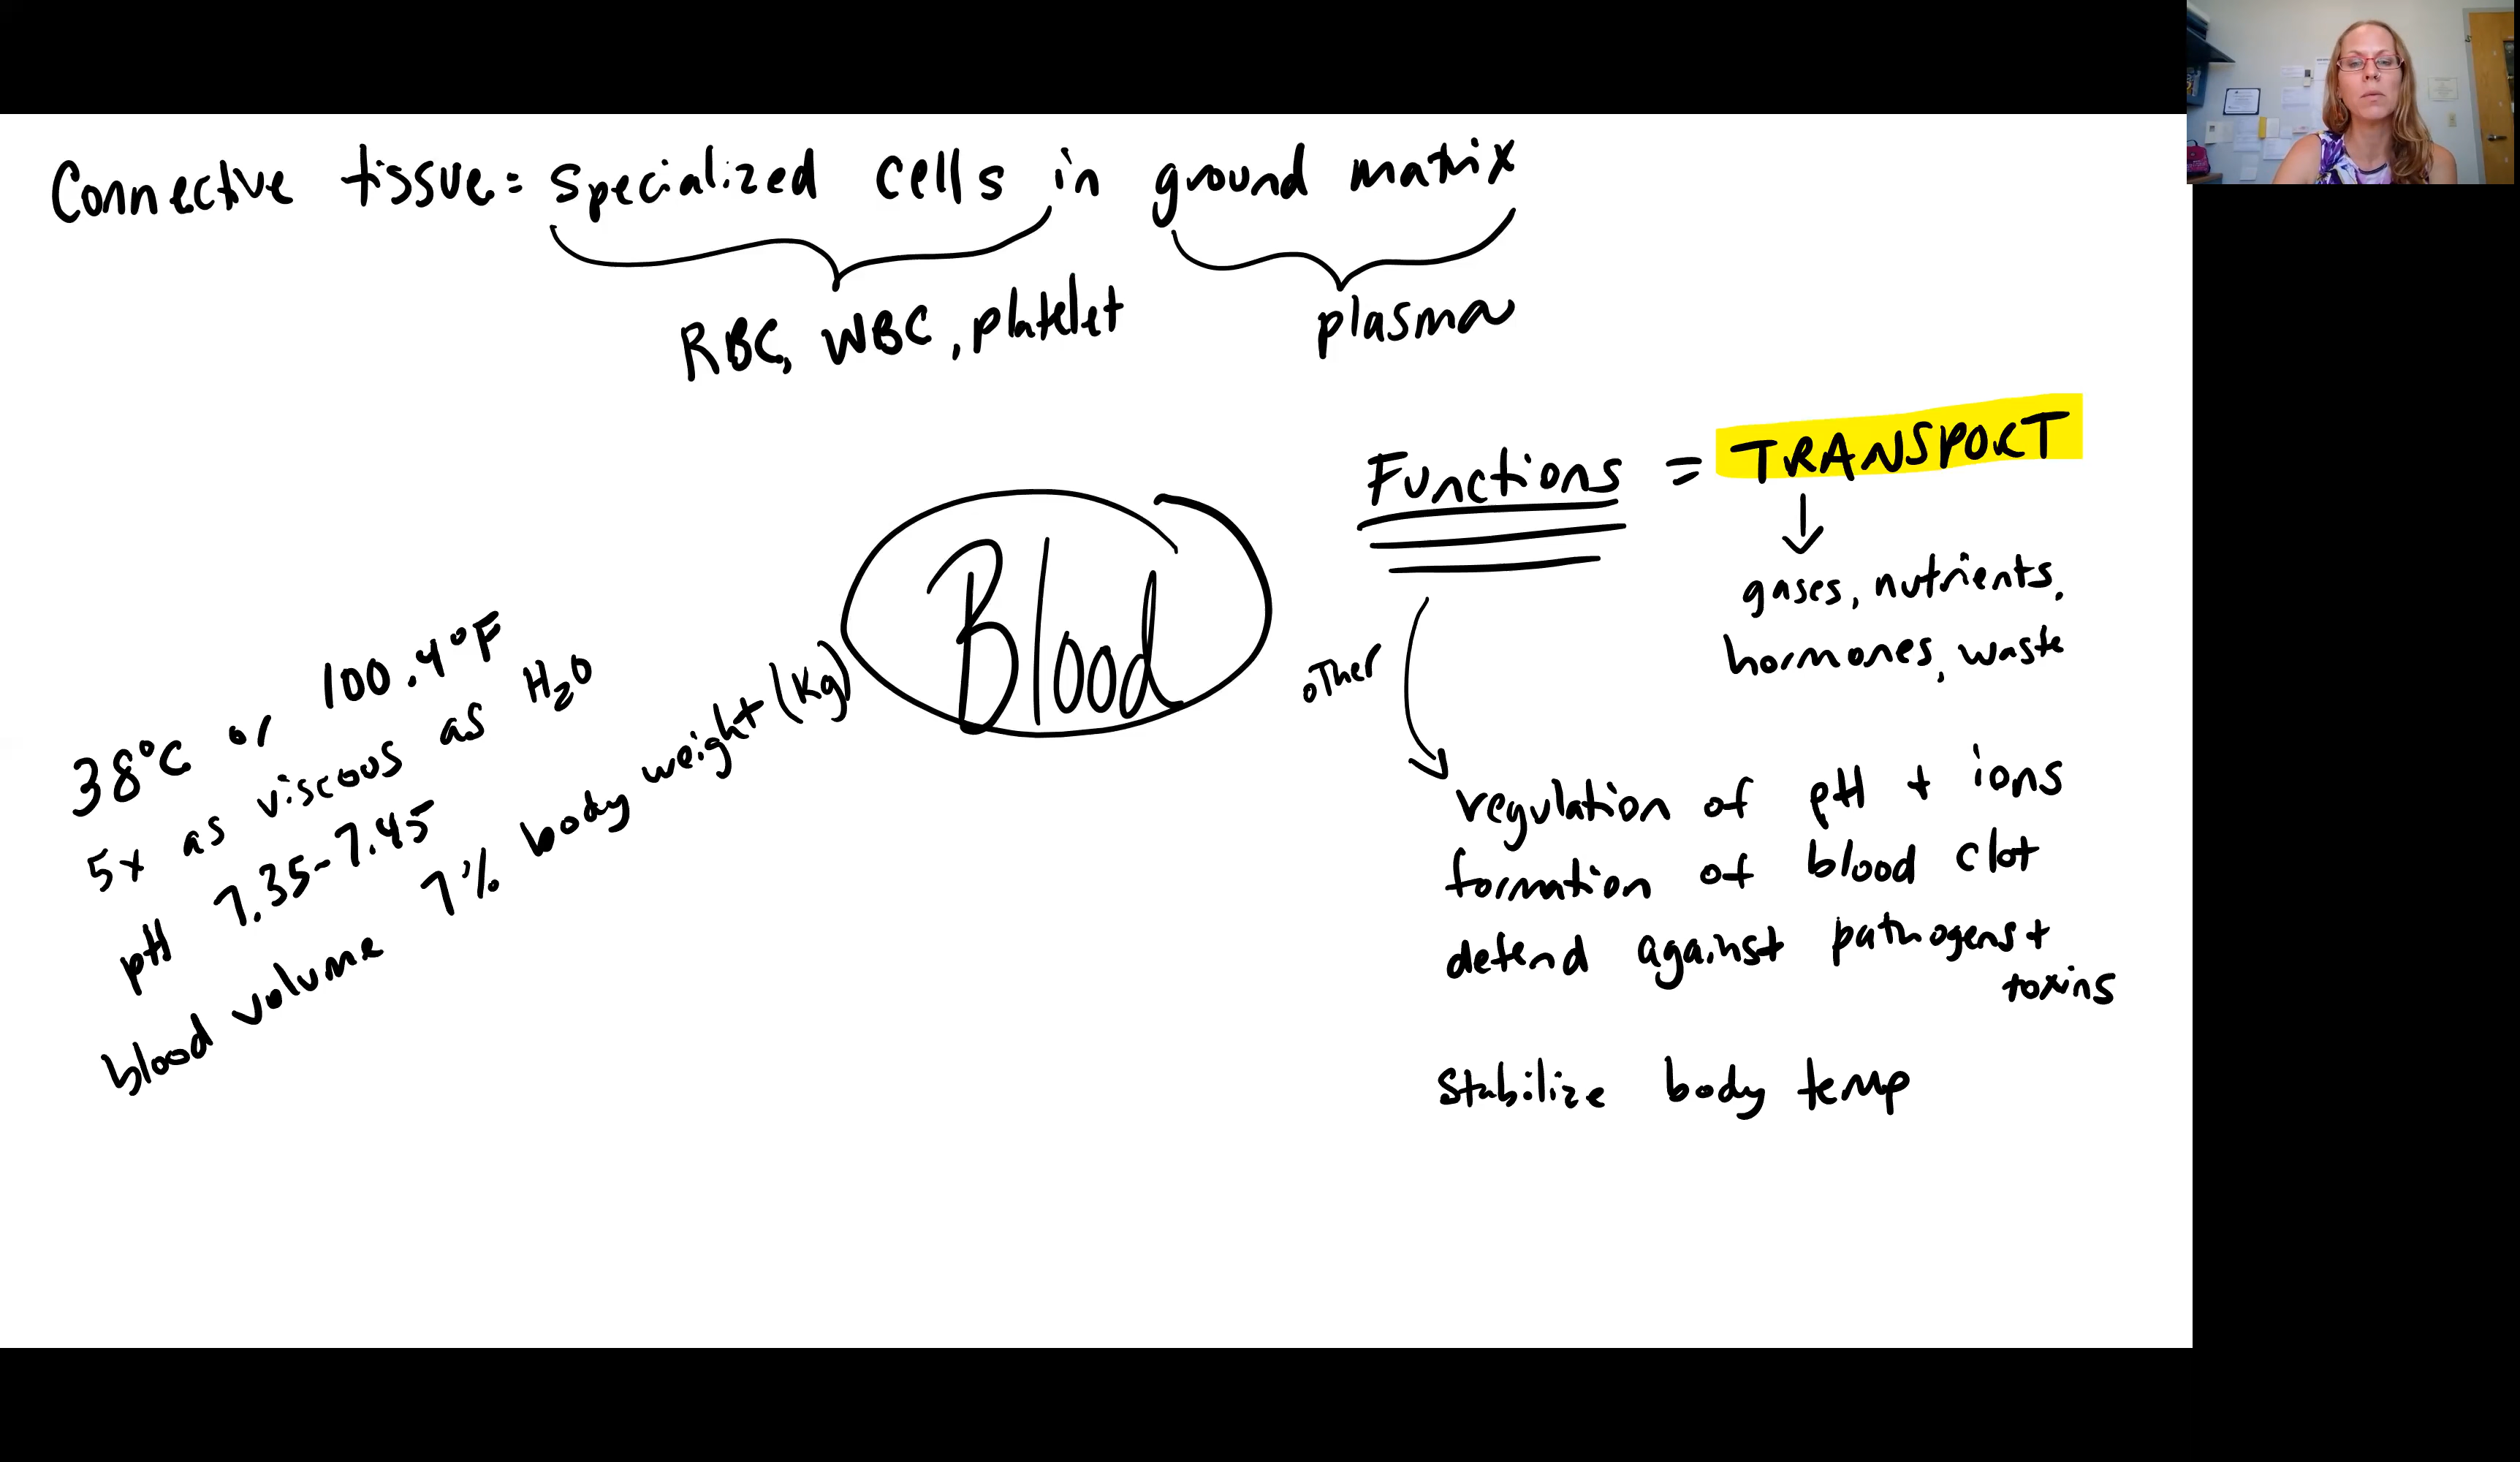 Connective tissue = specialized cells in ground matrix
RBC, WBC, platelet
plasma
Functions = TRANSPORT
gases, nutrients,
hormones, waste
Blood
other
38°C or 100.4°F
5x as viscous as H₂O
pH 7.35-7.45
blood volume 7% body weight (Kg)
regulation of pH + ions
formation of blood clot
defend against pathogens +
toxins
Stabilize body temp